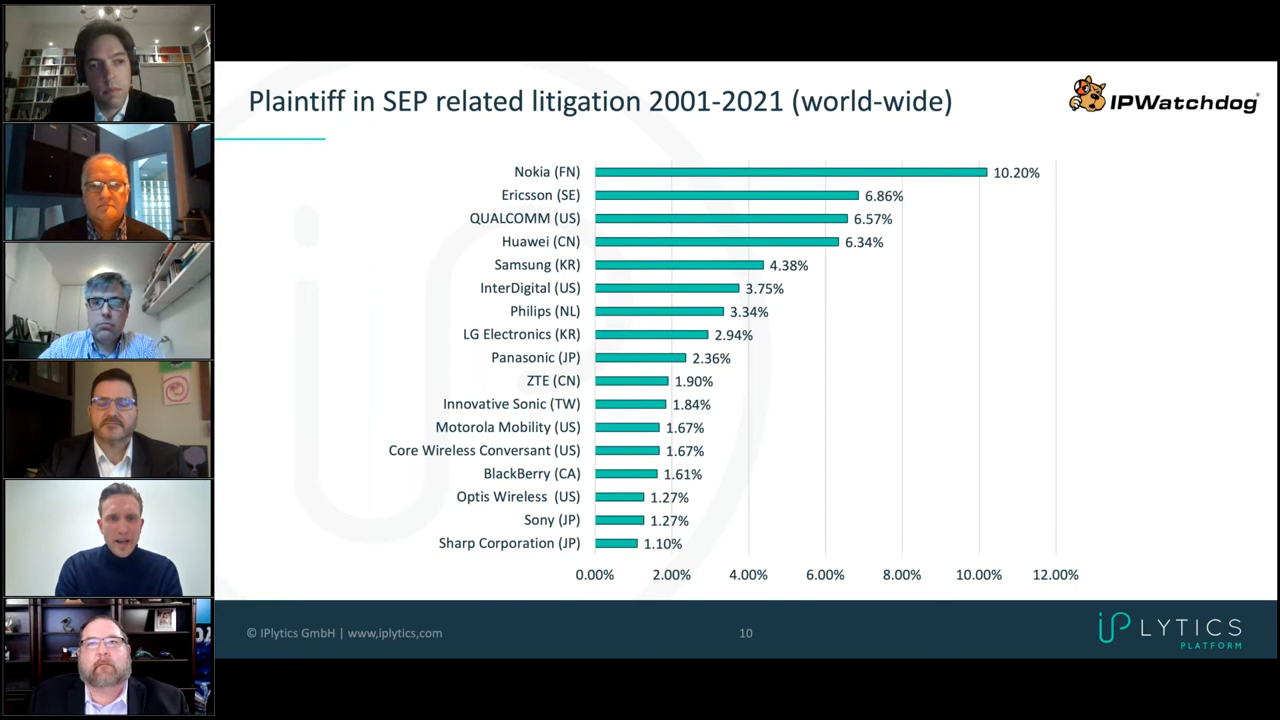 Plaintiff in SEP related litigation 2001-2021 (world-wide)
IPWatchdog®
Nokia (FN) 10.20%
Ericsson (SE) 6.86%
QUALCOMM (US) 6.57%
Huawei (CN) 6.34%
Samsung (KR) 4.38%
InterDigital (US) 3.75%
Philips (NL) 3.34%
LG Electronics (KR) 2.94%
Panasonic (JP) 2.36%
ZTE (CN) 1.90%
Innovative Sonic (TW) 1.84%
Motorola Mobility (US) 1.67%
Core Wireless Conversant (US) 1.67%
BlackBerry (CA) 1.61%
Optis Wireless (US) 1.27%
Sony (JP) 1.27%
Sharp Corporation (JP) 1.10%
0.00% 2.00% 4.00% 6.00% 8.00% 10.00% 12.00%
© IPlytics GmbH | www,iplytics,com
10
IPLYTICS
PLATFORM